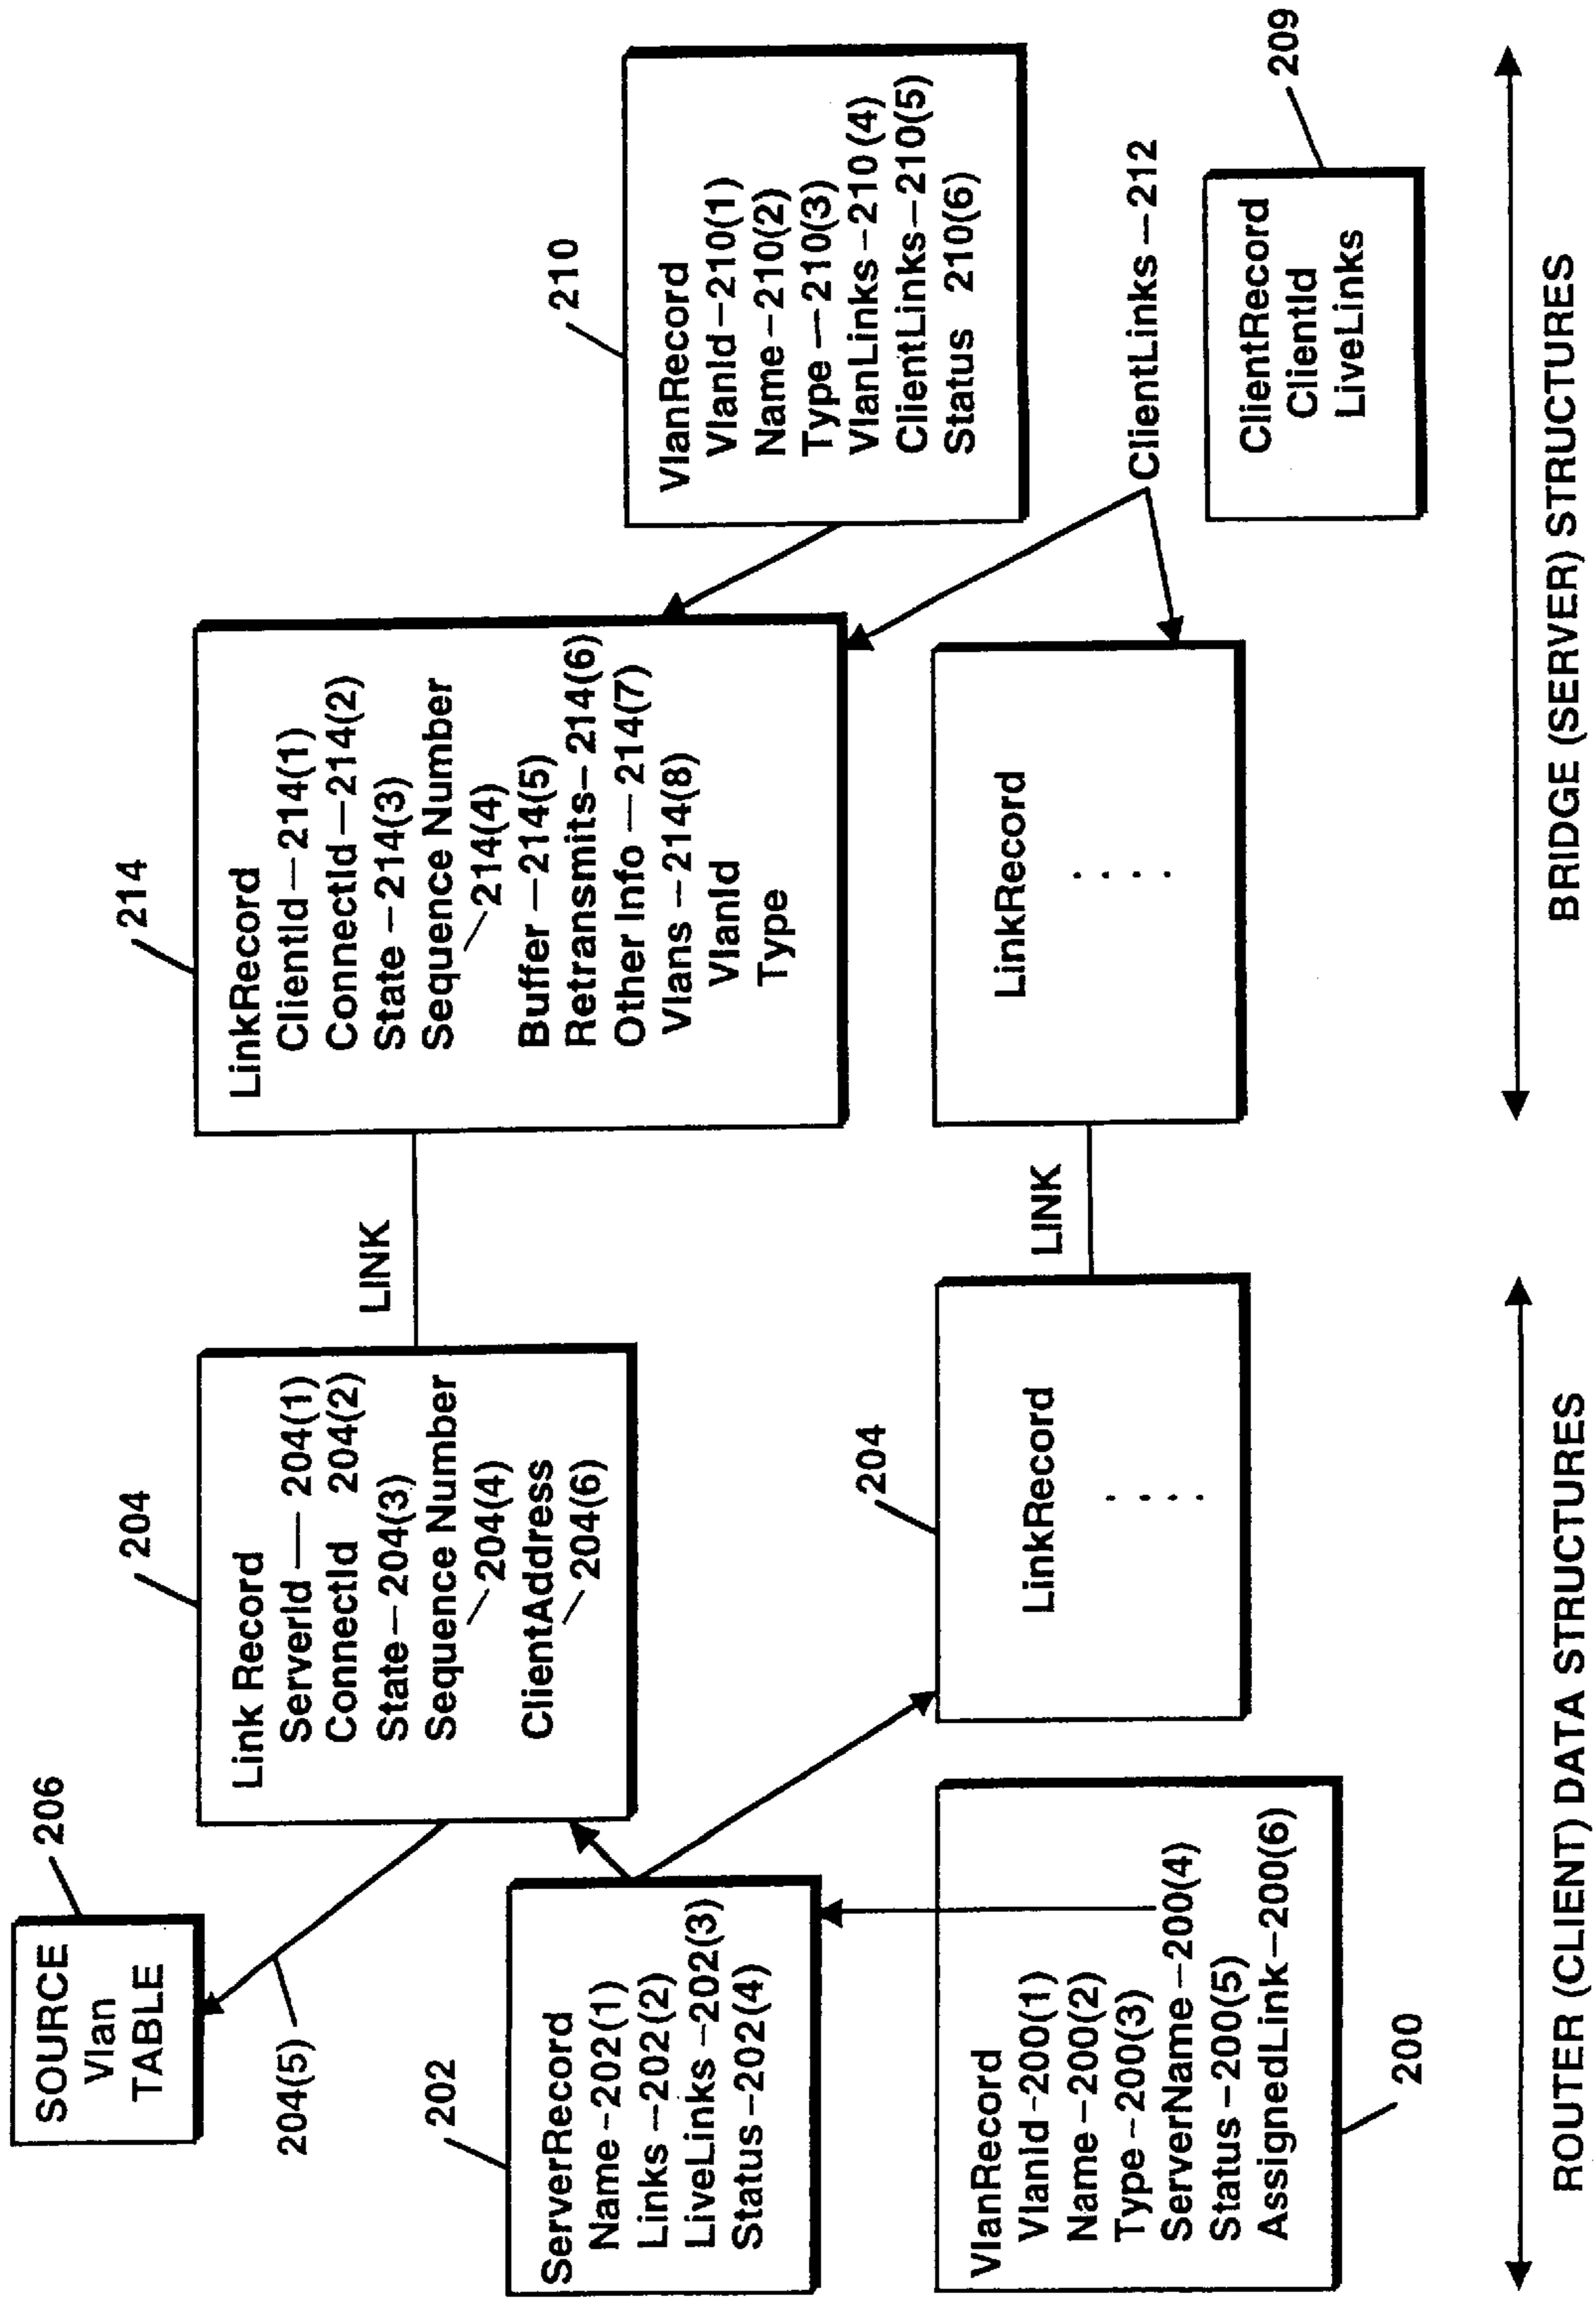 206
SOURCE
Vlan
TABLE
204(5)
204
Link Record
ServerId — 204(1)
ConnectId 204(2)
State – 204(3)
Sequence Number
204(4)
ClientAddress
204(6)
202
ServerRecord
Name – 202(1)
Links – 202(2)
LiveLinks – 202(3)
Status – 202(4)
204
LinkRecord
. . . .
VlanRecord
VlanId – 200(1)
Name – 200(2)
Type – 200(3)
ServerName – 200(4)
Status – 200(5)
AssignedLink – 200(6)
200
ROUTER (CLIENT) DATA STRUCTURES
LINK
LINK
214
LinkRecord
ClientId – 214(1)
ConnectId – 214(2)
State – 214(3)
Sequence Number
214(4)
Buffer – 214(5)
Retransmits – 214(6)
Other Info — 214(7)
Vlans – 214(8)
VlanId
Type
LinkRecord
. . . .
210
VlanRecord
VlanId – 210(1)
Name – 210(2)
Type — 210(3)
VlanLinks – 210 (4)
ClientLinks – 210(5)
Status 210(6)
ClientLinks — 212
209
ClientRecord
ClientId
LiveLinks
BRIDGE (SERVER) STRUCTURES